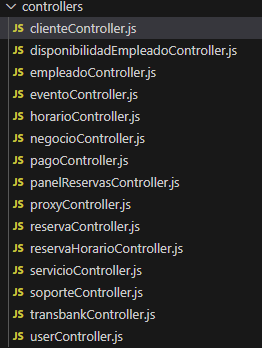 controllers
JS clienteController.js
JS disponibilidadEmpleadoController.js
JS empleadoController.js
JS eventoController.js
JS horarioController.js
JS negocioController.js
JS pagoController.js
JS panelReservasController.js
JS proxyController.js
JS reservaController.js
JS reservaHorarioController.js
JS servicioController.js
JS soporteController.js
JS transbankController.js
JS userController.js